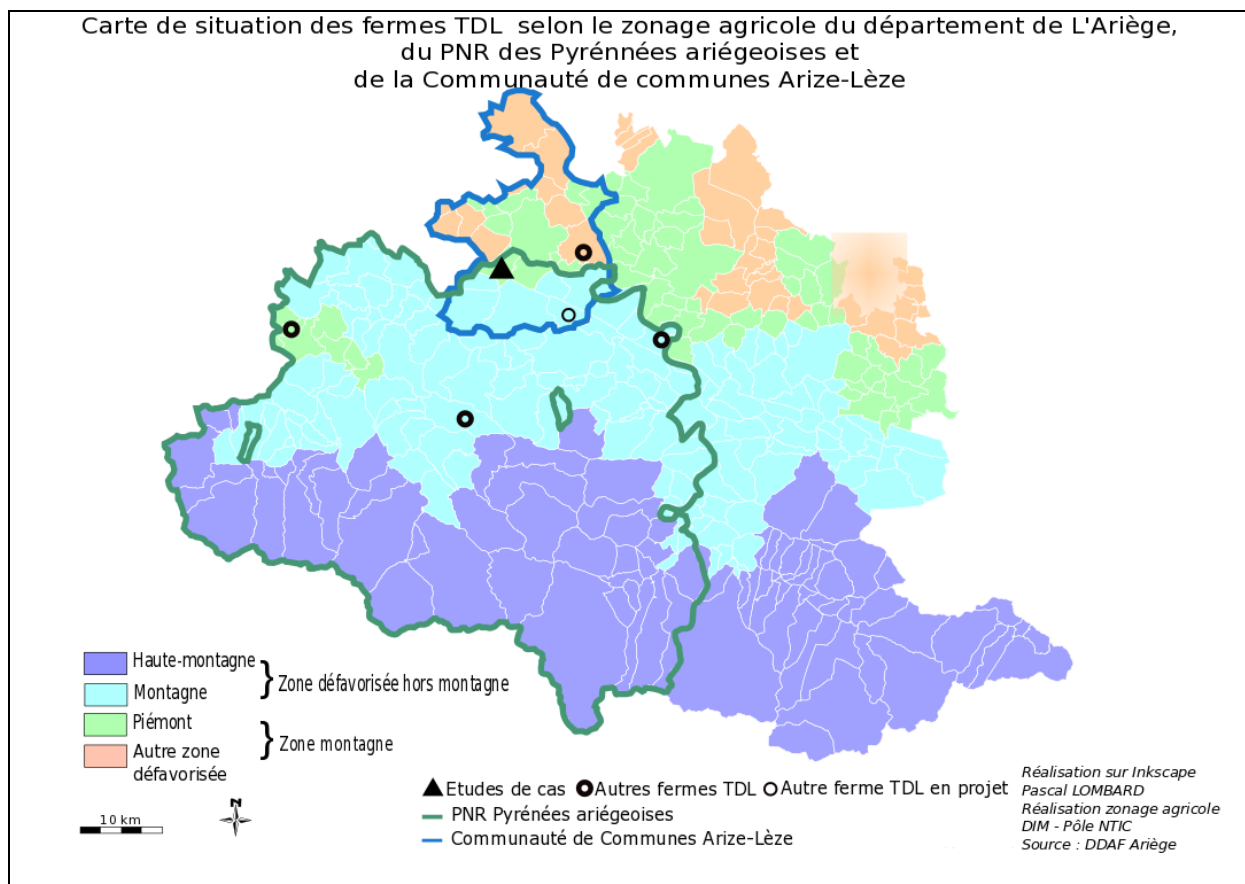 Carte de situation des fermes TDL selon le zonage agricole du département de L'Ariège,
du PNR des Pyrénnées ariégeoises et
de la Communauté de communes Arize-Lèze
Haute-montagne
Montagne
} Zone défavorisée hors montagne
Piémont
Autre zone
défavorisée
} Zone montagne
10 km
N
Etudes de cas
Autres fermes TDL
Autre ferme TDL en projet
PNR Pyrénées ariégeoises
Communauté de Communes Arize-Lèze
Réalisation sur Inkscape
Pascal LOMBARD
Réalisation zonage agricole
DIM - Pôle NTIC
Source : DDAF Ariège